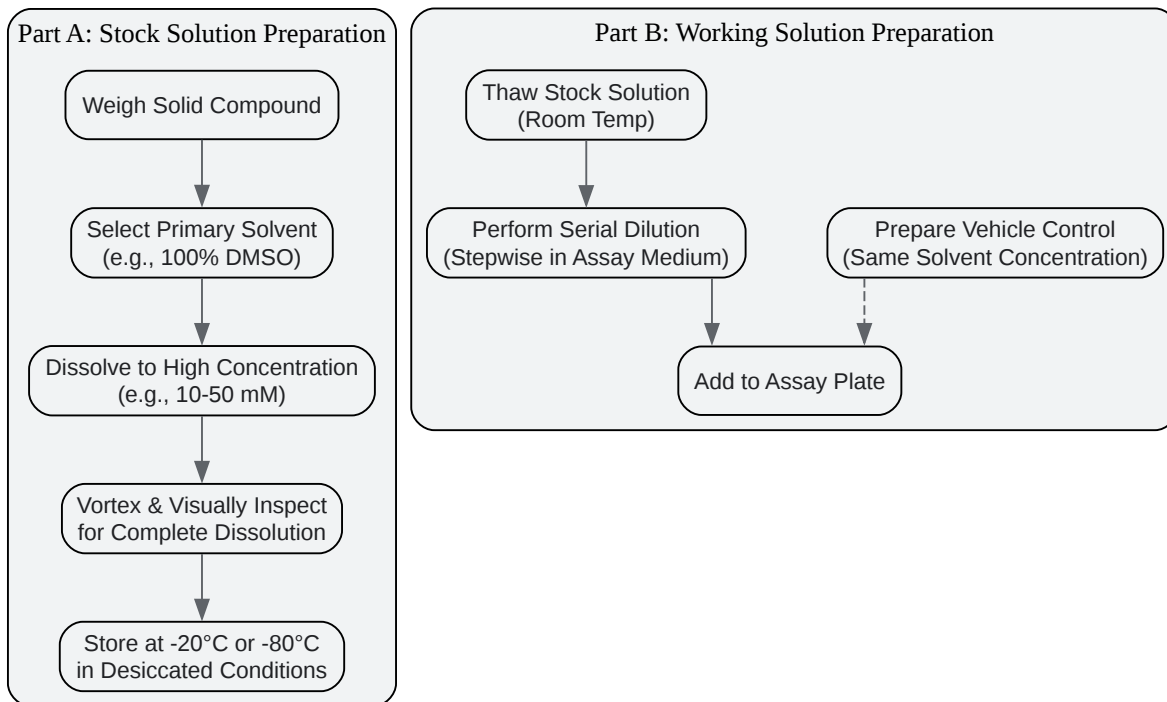 Part A: Stock Solution Preparation
Weigh Solid Compound
Select Primary Solvent
(e.g., 100% DMSO)
Dissolve to High Concentration
(e.g., 10-50 mM)
Vortex & Visually Inspect
for Complete Dissolution
Store at -20°C or -80°C
in Desiccated Conditions
Part B: Working Solution Preparation
Thaw Stock Solution
(Room Temp)
Perform Serial Dilution
(Stepwise in Assay Medium)
Prepare Vehicle Control
(Same Solvent Concentration)
Add to Assay Plate